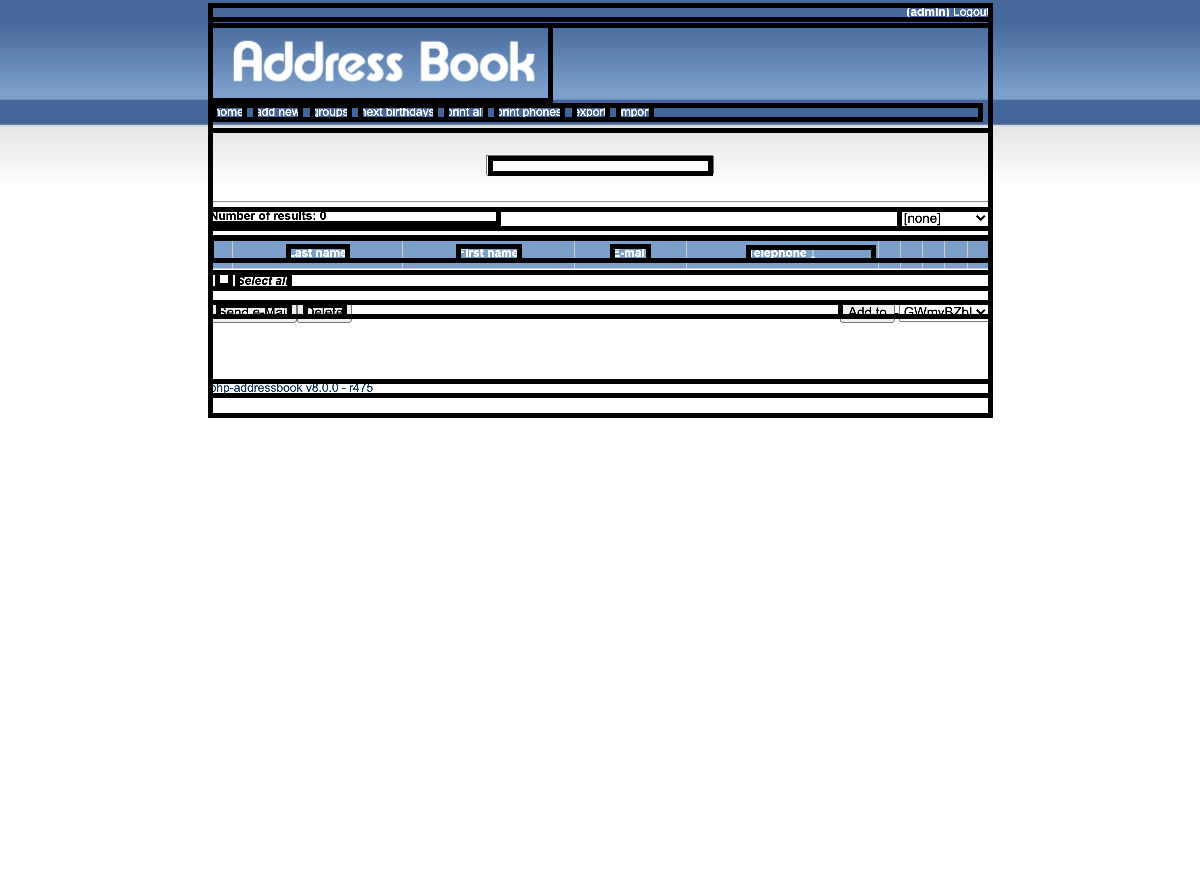 (admin) Logout
Address Book
home add new groups next birthdays print all print phones export import
Number of results: 0 [none]
Last name First name E-mail Telephone ↓
Select all
Send e-Mail Delete Add to -
php-addressbook v8.0.0 - r475